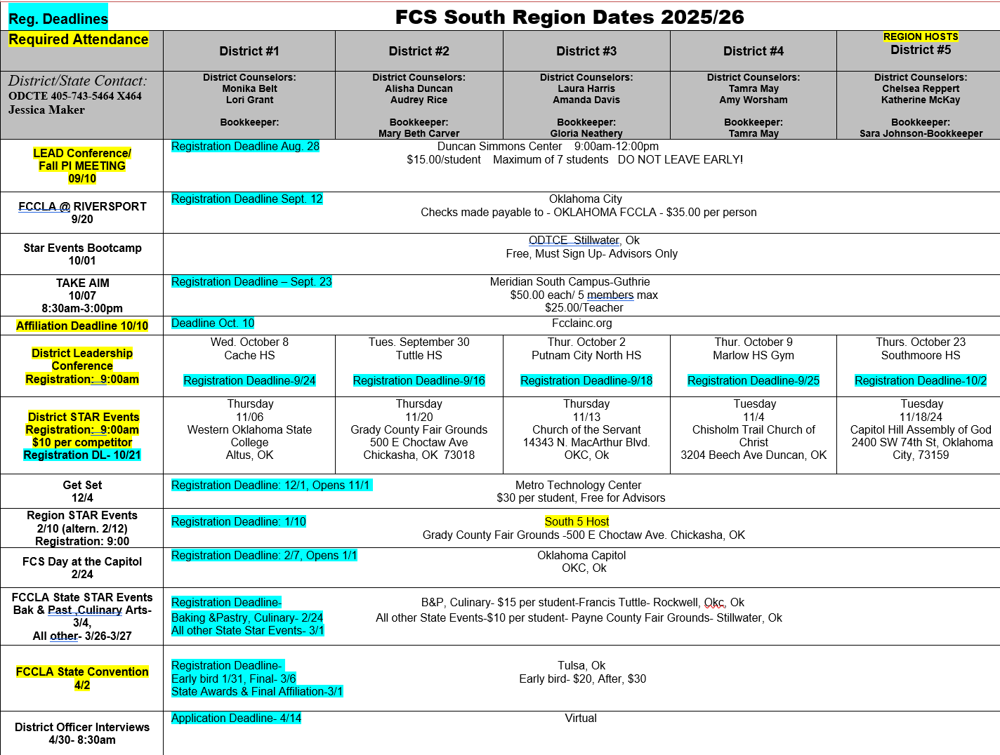 Reg. Deadlines
FCS South Region Dates 2025/26
Required Attendance
District #1
District #2
District #3
District #4
REGION HOSTS
District #5
District/State Contact:
ODCTE 405-743-5464 X464
Jessica Maker
District Counselors:
Monika Belt
Lori Grant
Bookkeeper:
District Counselors:
Alisha Duncan
Audrey Rice
Bookkeeper:
Mary Beth Carver
District Counselors:
Laura Harris
Amanda Davis
Bookkeeper:
Gloria Neathery
District Counselors:
Tamra May
Amy Worsham
Bookkeeper:
Tamra May
District Counselors:
Chelsea Reppert
Katherine McKay
Bookkeeper:
Sara Johnson-Bookkeeper
LEAD Conference/
Fall PI MEETING
09/10
Registration Deadline Aug. 28
Duncan Simmons Center 9:00am-12:00pm
$15.00/student Maximum of 7 students DO NOT LEAVE EARLY!
FCCLA @ RIVERSPORT
9/20
Registration Deadline Sept. 12
Oklahoma City
Checks made payable to - OKLAHOMA FCCLA - $35.00 per person
Star Events Bootcamp
10/01
ODTCE Stillwater, Ok
Free, Must Sign Up- Advisors Only
TAKE AIM
10/07
8:30am-3:00pm
Registration Deadline – Sept. 23
Meridian South Campus-Guthrie
$50.00 each/ 5 members max
$25.00/Teacher
Affiliation Deadline 10/10
Deadline Oct. 10
Fcclainc.org
District Leadership
Conference
Registration: 9:00am
Wed. October 8
Cache HS
Registration Deadline-9/24
Tues. September 30
Tuttle HS
Registration Deadline-9/16
Thur. October 2
Putnam City North HS
Registration Deadline-9/18
Thur. October 9
Marlow HS Gym
Registration Deadline-9/25
Thurs. October 23
Southmoore HS
Registration Deadline-10/2
District STAR Events
Registration: 9:00am
$10 per competitor
Registration DL- 10/21
Thursday
11/06
Western Oklahoma State
College
Altus, OK
Thursday
11/20
Grady County Fair Grounds
500 E Choctaw Ave
Chickasha, OK 73018
Thursday
11/13
Church of the Servant
14343 N. MacArthur Blvd.
OKC, Ok
Tuesday
11/4
Chisholm Trail Church of
Christ
3204 Beech Ave Duncan, OK
Tuesday
11/18/24
Capitol Hill Assembly of God
2400 SW 74th St, Oklahoma
City, 73159
Get Set
12/4
Registration Deadline: 12/1, Opens 11/1
Metro Technology Center
$30 per student, Free for Advisors
Region STAR Events
2/10 (altern. 2/12)
Registration: 9:00
Registration Deadline: 1/10
South 5 Host
Grady County Fair Grounds -500 E Choctaw Ave. Chickasha, OK
FCS Day at the Capitol
2/24
Registration Deadline: 2/7, Opens 1/1
Oklahoma Capitol
OKC, Ok
FCCLA State STAR Events
Bak & Past ,Culinary Arts-
3/4,
All other- 3/26-3/27
Registration Deadline-
Baking &Pastry, Culinary- 2/24
All other State Star Events- 3/1
B&P, Culinary- $15 per student-Francis Tuttle- Rockwell, Okc, Ok
All other State Events-$10 per student- Payne County Fair Grounds- Stillwater, Ok
FCCLA State Convention
4/2
Registration Deadline-
Early bird 1/31, Final- 3/6
State Awards & Final Affiliation-3/1
Tulsa, Ok
Early bird- $20, After, $30
District Officer Interviews
4/30- 8:30am
Application Deadline- 4/14
Virtual